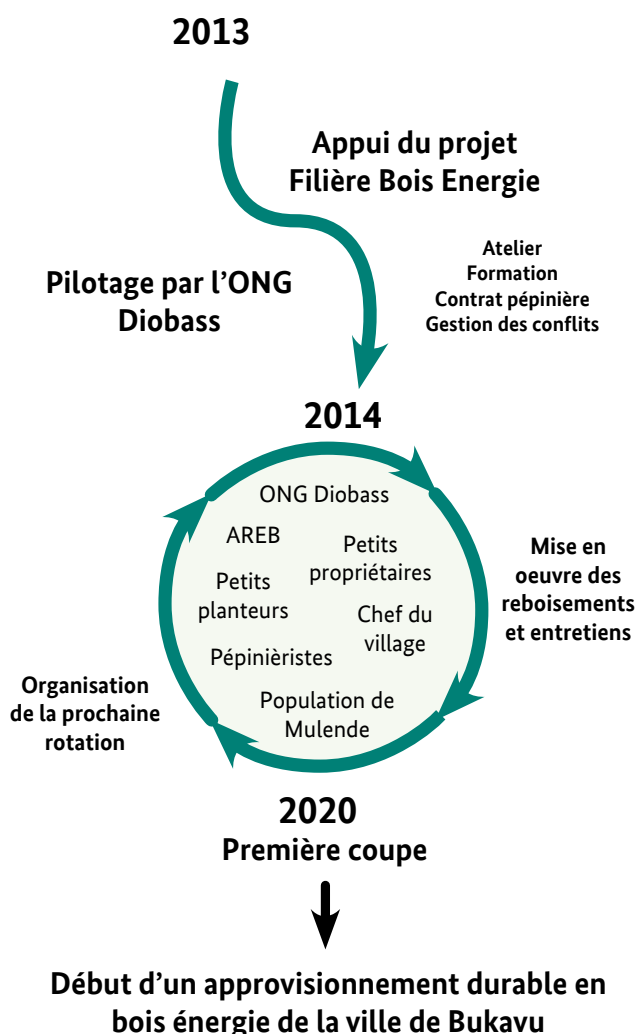 2013
Appui du projet
Filière Bois Energie
Atelier
Formation
Contrat pépinière
Gestion des conflits
Pilotage par l'ONG
Diobass
2014
ONG Diobass
AREB
Petits
propriétaires
Petits
planteurs
Chef du
village
Pépinièristes
Population de
Mulende
Mise en
oeuvre des
reboisements
et entretiens
Organisation
de la prochaine
rotation
2020
Première coupe
Début d'un approvisionnement durable en
bois énergie de la ville de Bukavu